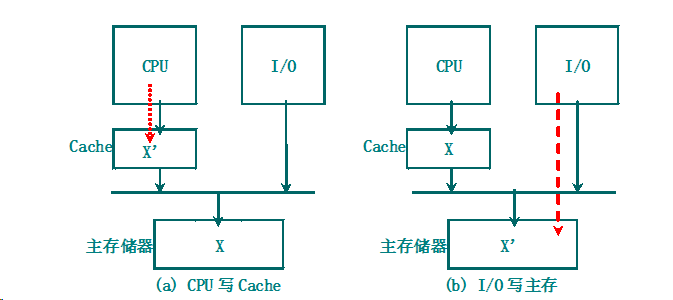 CPU I/O CPU I/O
Cache X' Cache X
主存储器 X 主存储器 X'
(a) CPU 写 Cache (b) I/O 写主存